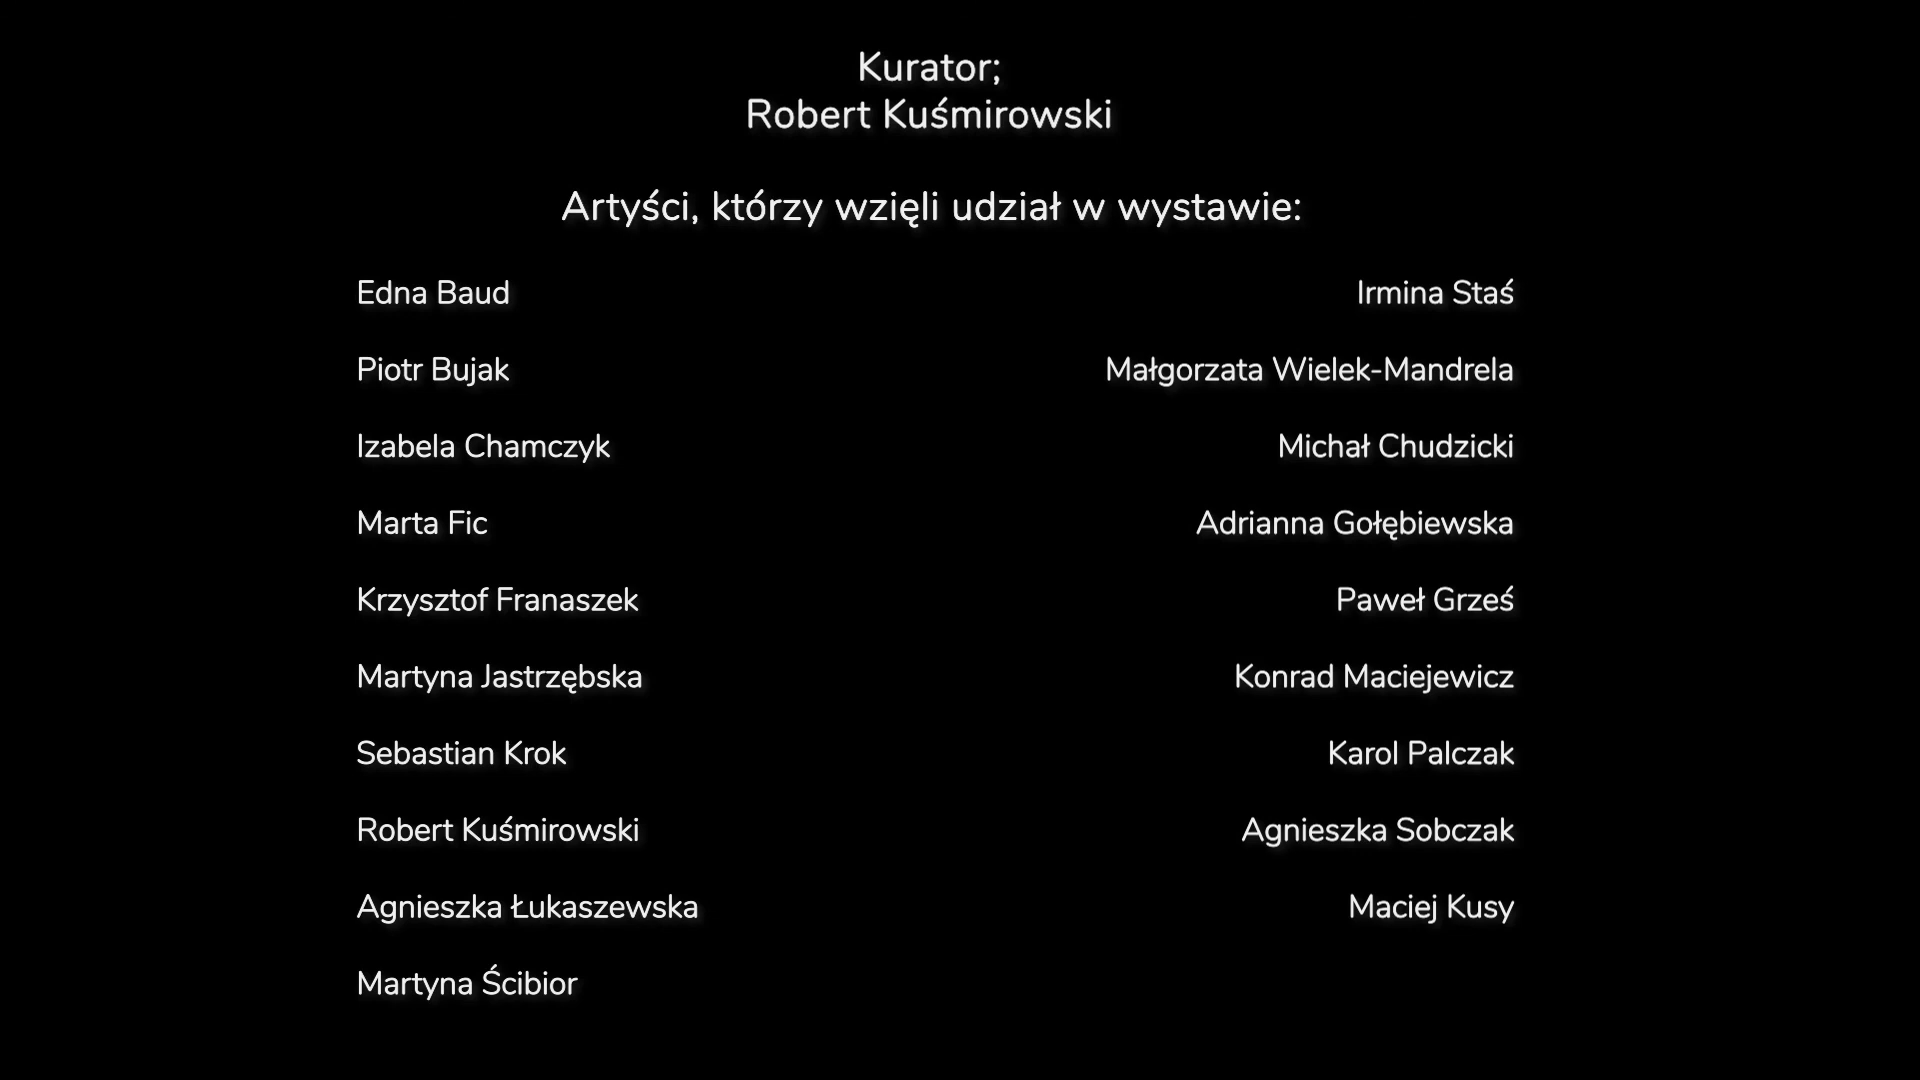 Kurator;
Robert Kuśmirowski
Artyści, którzy wzięli udział w wystawie:
Edna Baud
Piotr Bujak
Izabela Chamczyk
Marta Fic
Krzysztof Franaszek
Martyna Jastrzębska
Sebastian Krok
Robert Kuśmirowski
Agnieszka Łukaszewska
Martyna Ścibior
Irmina Staś
Małgorzata Wielek-Mandrela
Michał Chudzicki
Adrianna Gołębiewska
Paweł Grześ
Konrad Maciejewicz
Karol Palczak
Agnieszka Sobczak
Maciej Kusy